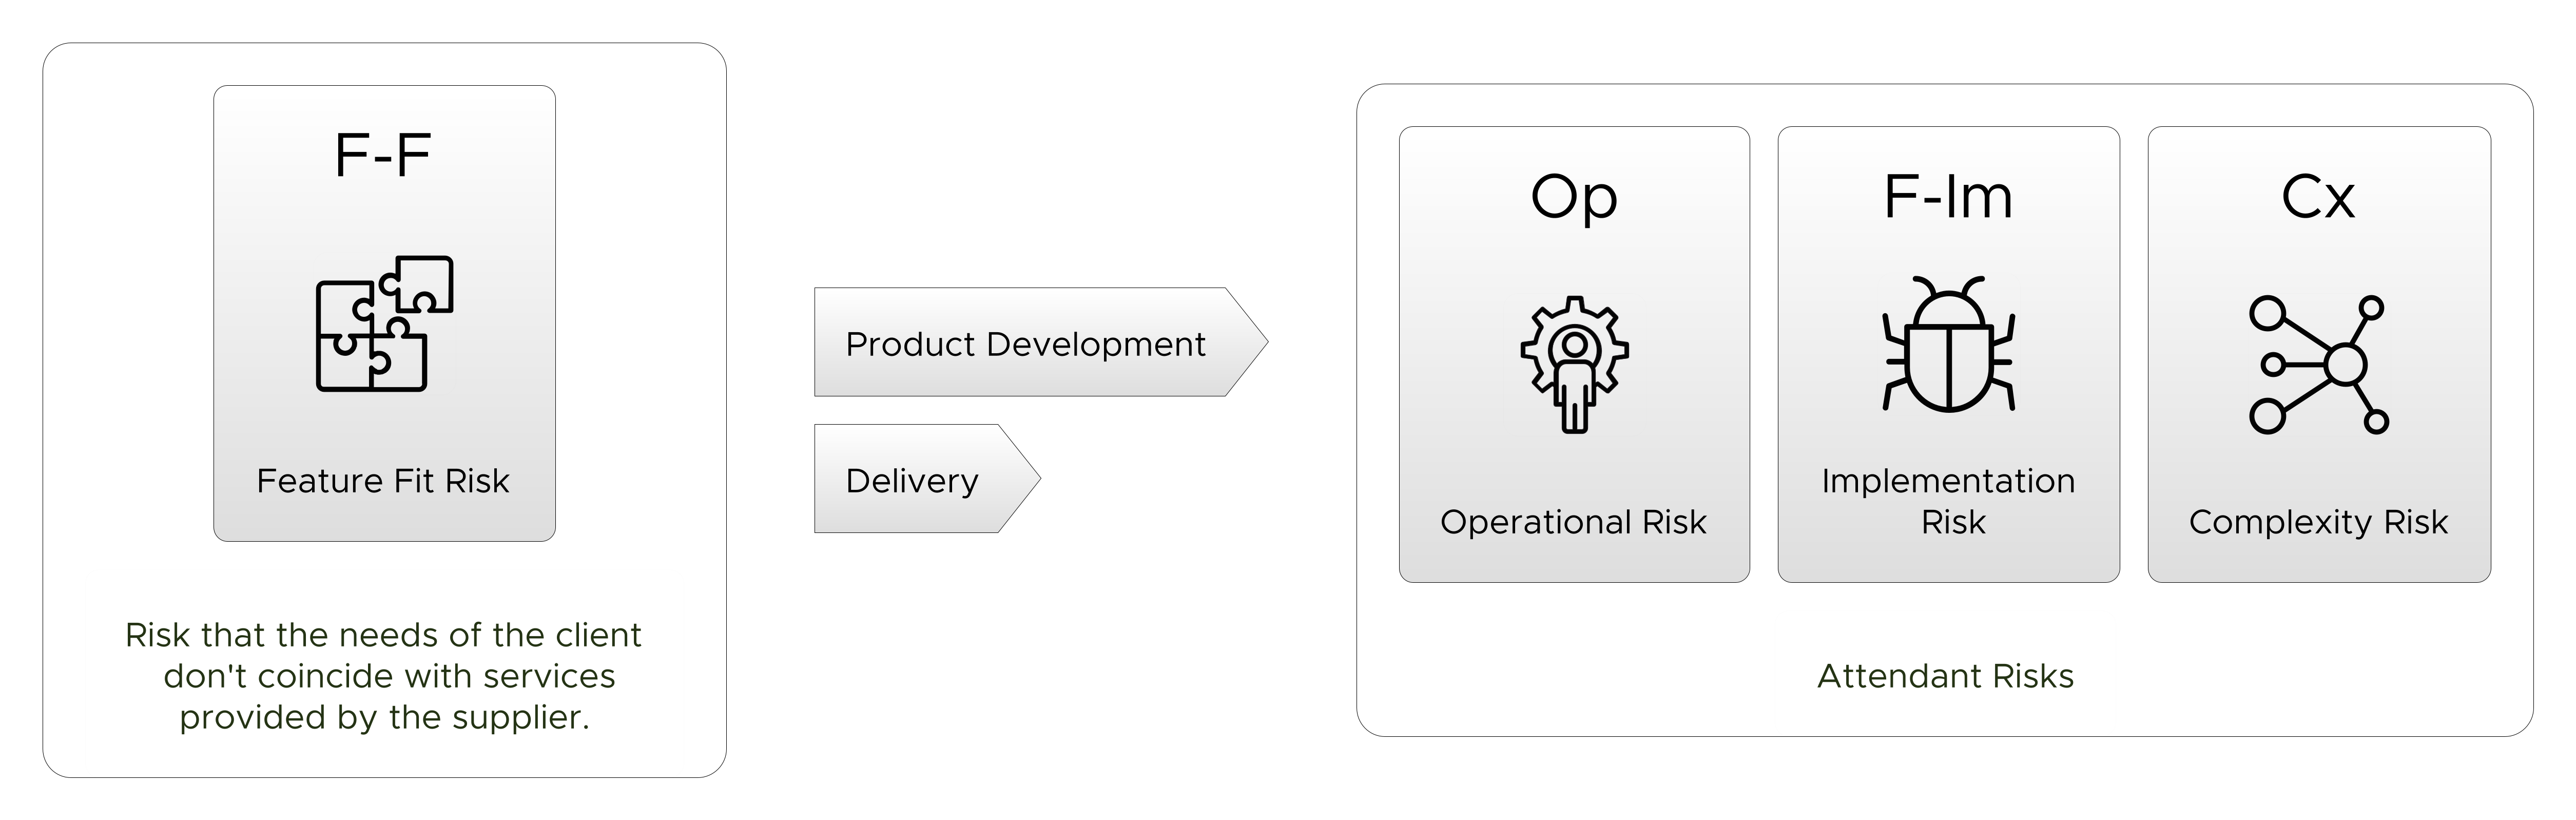 F-F
Feature Fit Risk
Risk that the needs of the client
don't coincide with services
provided by the supplier.
Product Development
Delivery
Op
Operational Risk
F-Im
Implementation
Risk
Cx
Complexity Risk
Attendant Risks